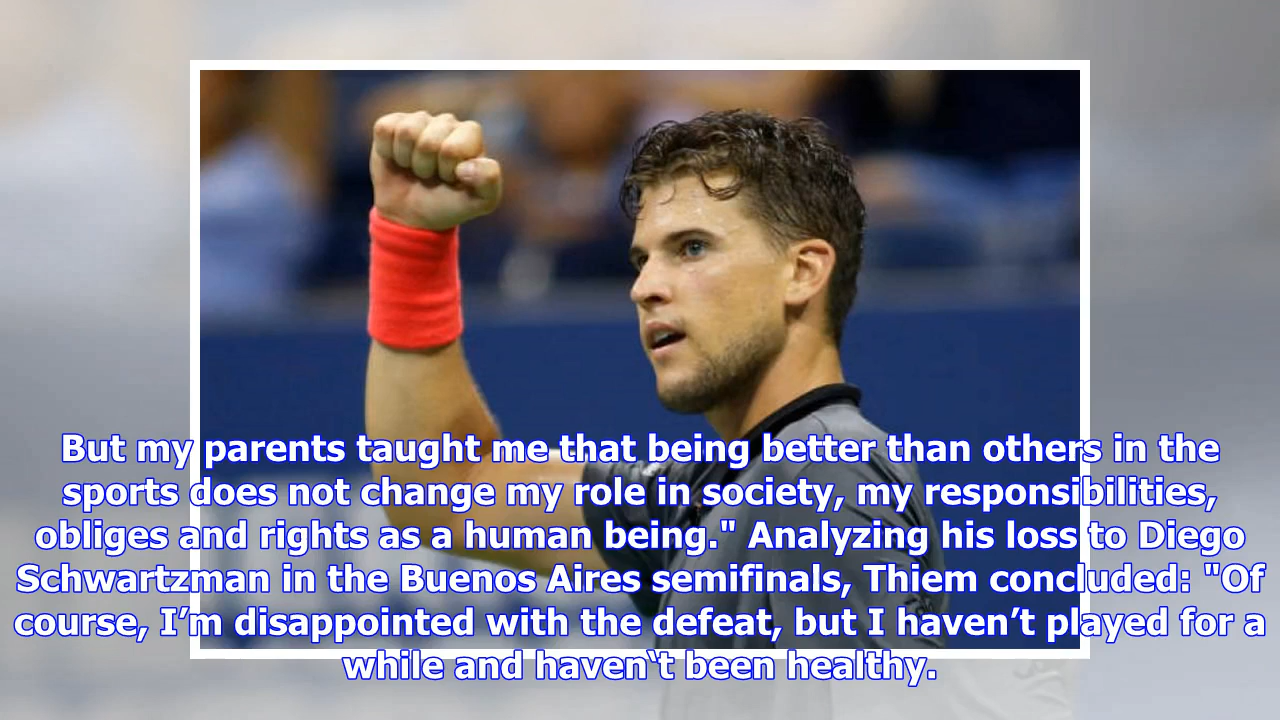 But my parents taught me that being better than others in the
sports does not change my role in society, my responsibilities,
obliges and rights as a human being." Analyzing his loss to Diego
Schwartzman in the Buenos Aires semifinals, Thiem concluded: "Of
course, I’m disappointed with the defeat, but I haven’t played for a
while and haven‛t been healthy.